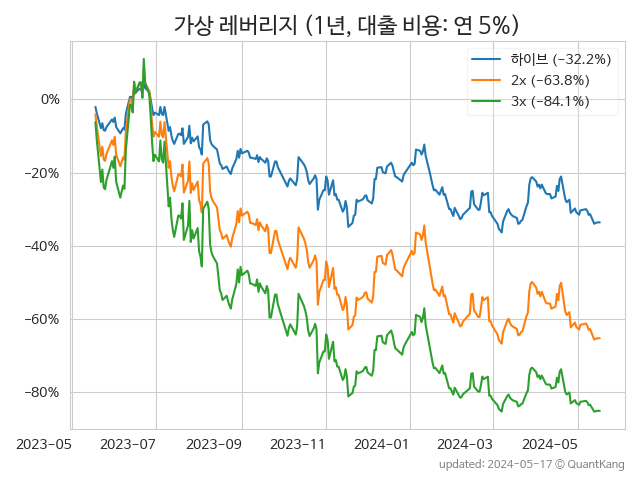 가상 레버리지 (1년, 대출 비용: 연 5%)
하이브 (−32.2%)
2x (−63.8%)
3x (−84.1%)
0%
−20%
−40%
−60%
−80%
2023−05 2023−07 2023−09 2023−11 2024−01 2024−03 2024−05
updated: 2024−05−17 © QuantKang